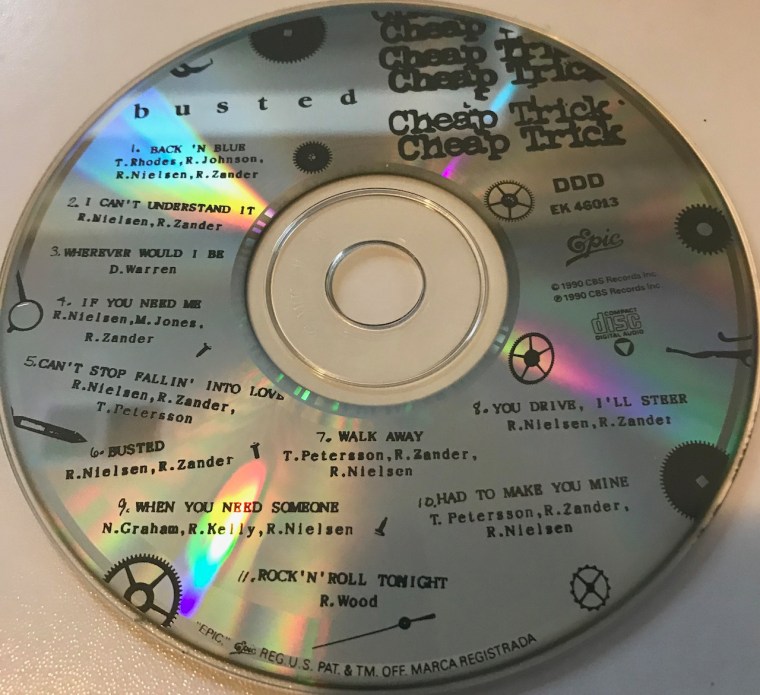 Cheap
Cheap Trick
Cheap Trick
Cheap Trick
Cheap Trick
busted
1. BACK 'N BLUE
T.Rhodes,R.Johnson,
R.Nielsen,R.Zander
2. I CAN'T UNDERSTAND IT
R.Nielsen,R.Zander
3. WHEREVER WOULD I BE
D.Warren
4. IF YOU NEED ME
R.Nielsen,M.Jones,
R.Zander
5. CAN'T STOP FALLIN' INTO LOVE
R.Nielsen,R.Zander,
T.Petersson
6. BUSTED
R.Nielsen,R.Zander
7. WALK AWAY
T.Petersson,R.Zander,
R.Nielsen
8. YOU DRIVE, I'LL STEER
R.Nielsen,R.Zander
9. WHEN YOU NEED SOMEONE
N.Graham,R.Kelly,R.Nielsen
10. HAD TO MAKE YOU MINE
T. Petersson,R.Zander,
R.Nielsen
11. ROCK'N'ROLL TONIGHT
R.Wood
DDD
EK 46013
Epic
© 1990 CBS Records Inc.
℗ 1990 CBS Records Inc.
COMPACT
disc
DIGITAL AUDIO
"EPIC," Epic REG. U.S. PAT. & TM. OFF. MARCA REGISTRADA